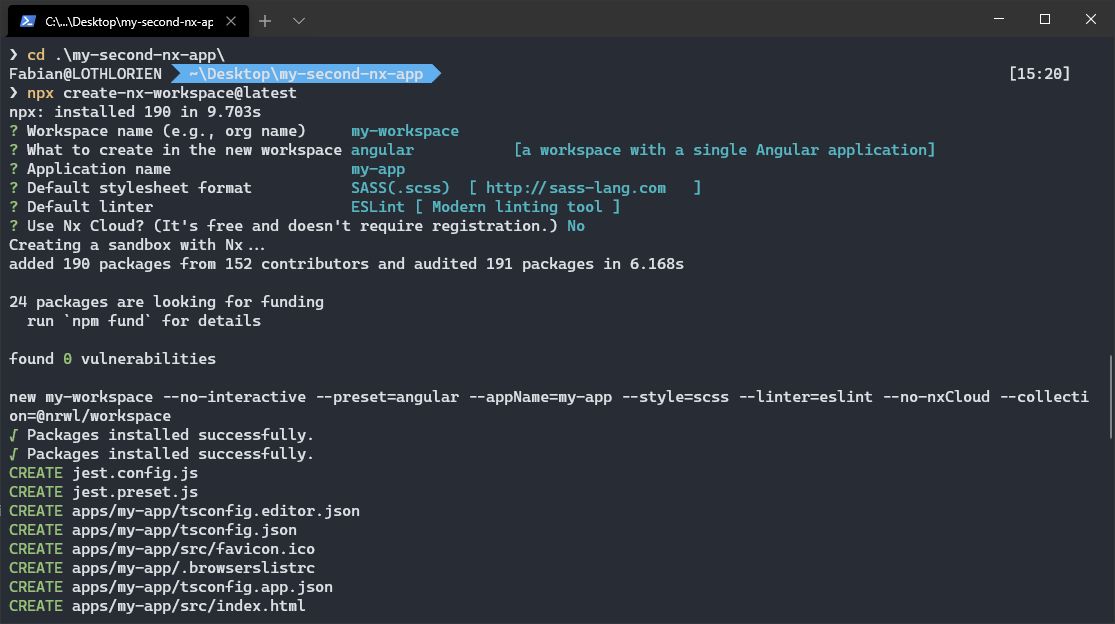 C:\...\Desktop\my-second-nx-ap
❯ cd .\my-second-nx-app\
Fabian@LOTHLORIEN ~\Desktop\my-second-nx-app [15:20]
❯ npx create-nx-workspace@latest
npx: installed 190 in 9.703s
? Workspace name (e.g., org name)     my-workspace
? What to create in the new workspace angular           [a workspace with a single Angular application]
? Application name                    my-app
? Default stylesheet format           SASS(.scss)  [ http://sass-lang.com   ]
? Default linter                      ESLint [ Modern linting tool ]
? Use Nx Cloud? (It's free and doesn't require registration.) No
Creating a sandbox with Nx...
added 190 packages from 152 contributors and audited 191 packages in 6.168s
24 packages are looking for funding
  run `npm fund` for details
found 0 vulnerabilities
new my-workspace --no-interactive --preset=angular --appName=my-app --style=scss --linter=eslint --no-nxCloud --collecti
on=@nrwl/workspace
√ Packages installed successfully.
√ Packages installed successfully.
CREATE jest.config.js
CREATE jest.preset.js
CREATE apps/my-app/tsconfig.editor.json
CREATE apps/my-app/tsconfig.json
CREATE apps/my-app/src/favicon.ico
CREATE apps/my-app/.browserslistrc
CREATE apps/my-app/tsconfig.app.json
CREATE apps/my-app/src/index.html